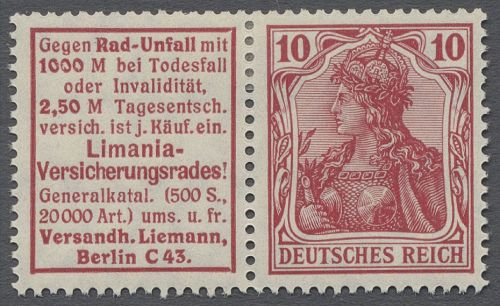 Gegen Rad-Unfall mit
1000 M bei Todesfall
oder Invalidität,
2,50 M Tagesentsch.
versich. ist j. Käuf. ein.
Limania-
Versicherungsrades!
Generalkatal. (500 S.,
20000 Art.) ums. u. fr.
Versandh. Liemann,
Berlin C 43.
10 10
DEUTSCHES REICH